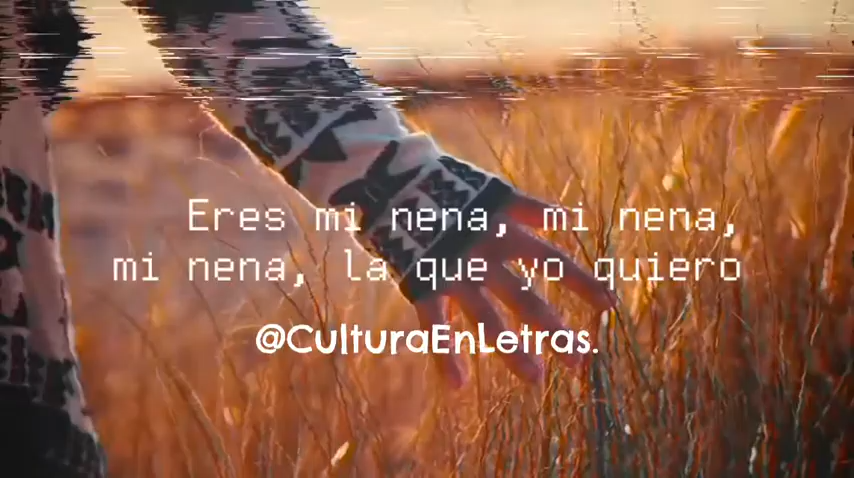 Eres mi nena, mi nena,
mi nena, la que yo quiero
@CulturaEnLetras.